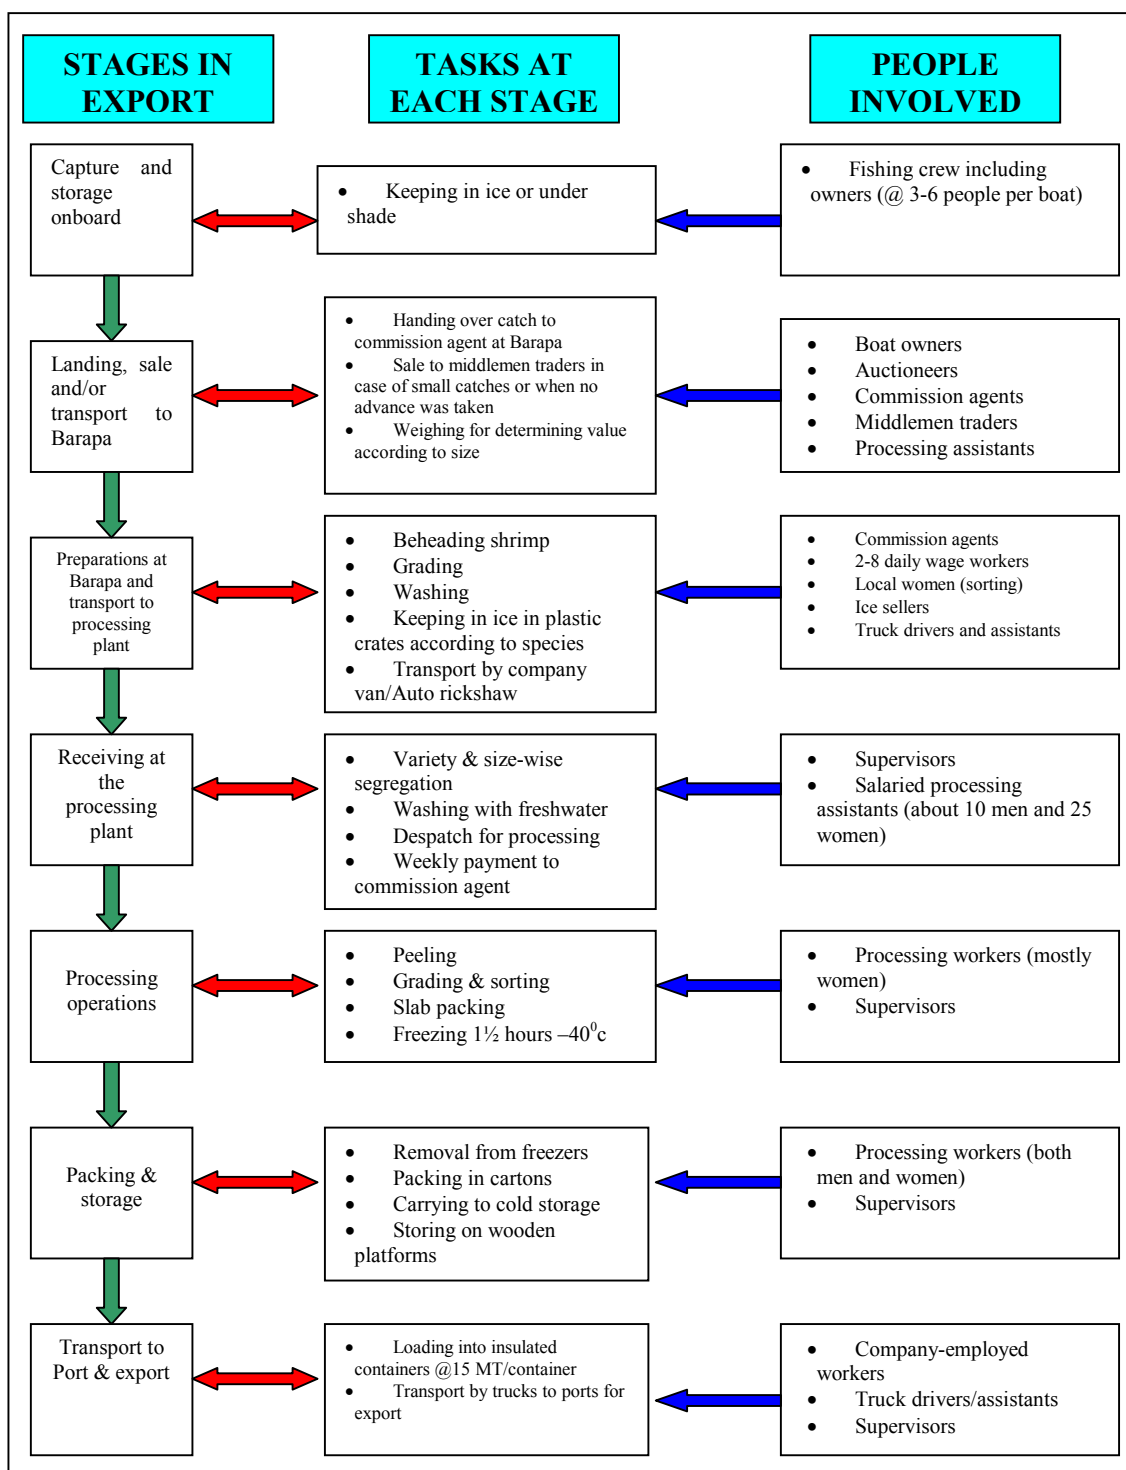 STAGES IN
EXPORT
TASKS AT
EACH STAGE
PEOPLE
INVOLVED
Capture and
storage
onboard
• Keeping in ice or under
shade
• Fishing crew including
owners (@ 3-6 people per boat)
Landing, sale
and/or
transport to
Barapa
• Handing over catch to
commission agent at Barapa
• Sale to middlemen traders in
case of small catches or when no
advance was taken
• Weighing for determining value
according to size
• Boat owners
• Auctioneers
• Commission agents
• Middlemen traders
• Processing assistants
Preparations at
Barapa and
transport to
processing
plant
• Beheading shrimp
• Grading
• Washing
• Keeping in ice in plastic
crates according to species
• Transport by company
van/Auto rickshaw
• Commission agents
• 2-8 daily wage workers
• Local women (sorting)
• Ice sellers
• Truck drivers and assistants
Receiving at
the
processing
plant
• Variety & size-wise
segregation
• Washing with freshwater
• Despatch for processing
• Weekly payment to
commission agent
• Supervisors
• Salaried processing
assistants (about 10 men and 25
women)
Processing
operations
• Peeling
• Grading & sorting
• Slab packing
• Freezing 1½ hours –40⁰c
• Processing workers (mostly
women)
• Supervisors
Packing &
storage
• Removal from freezers
• Packing in cartons
• Carrying to cold storage
• Storing on wooden
platforms
• Processing workers (both
men and women)
• Supervisors
Transport to
Port & export
• Loading into insulated
containers @15 MT/container
• Transport by trucks to ports for
export
• Company-employed
workers
• Truck drivers/assistants
• Supervisors